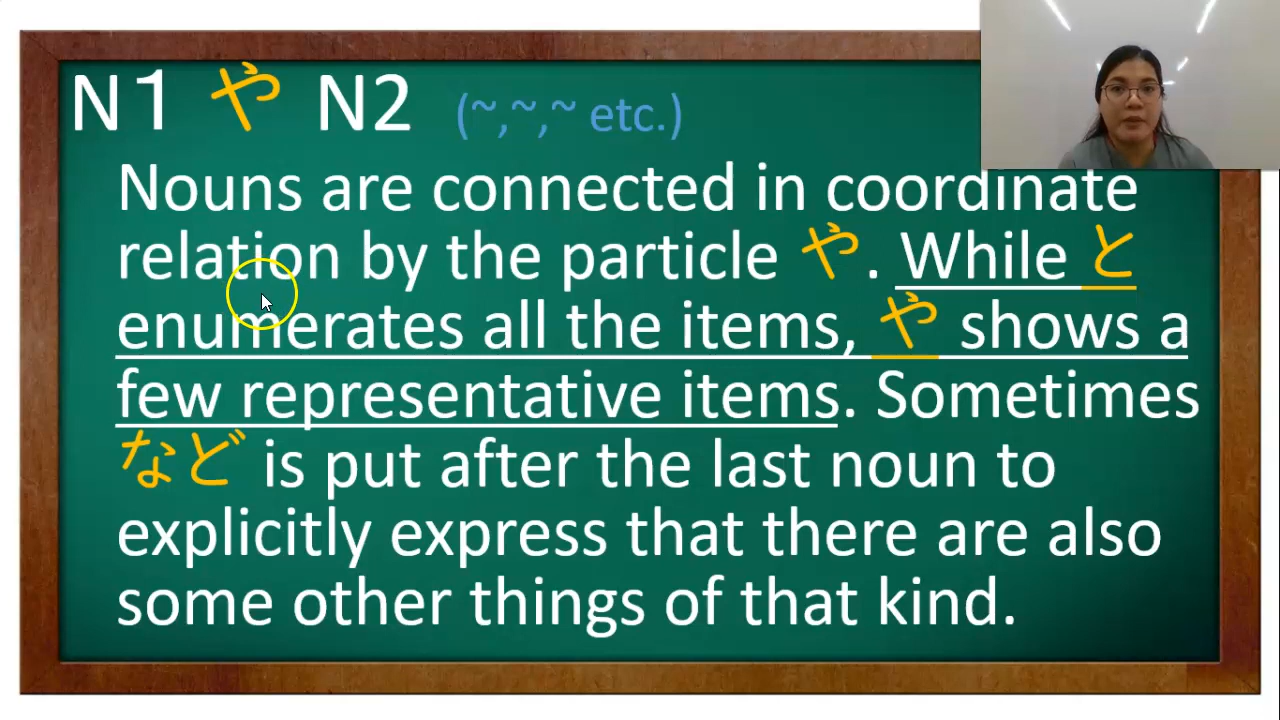 N1 や N2 (~,~,~ etc.)
Nouns are connected in coordinate
relation by the particle や. While と
enumerates all the items, や shows a
few representative items. Sometimes
など is put after the last noun to
explicitly express that there are also
some other things of that kind.